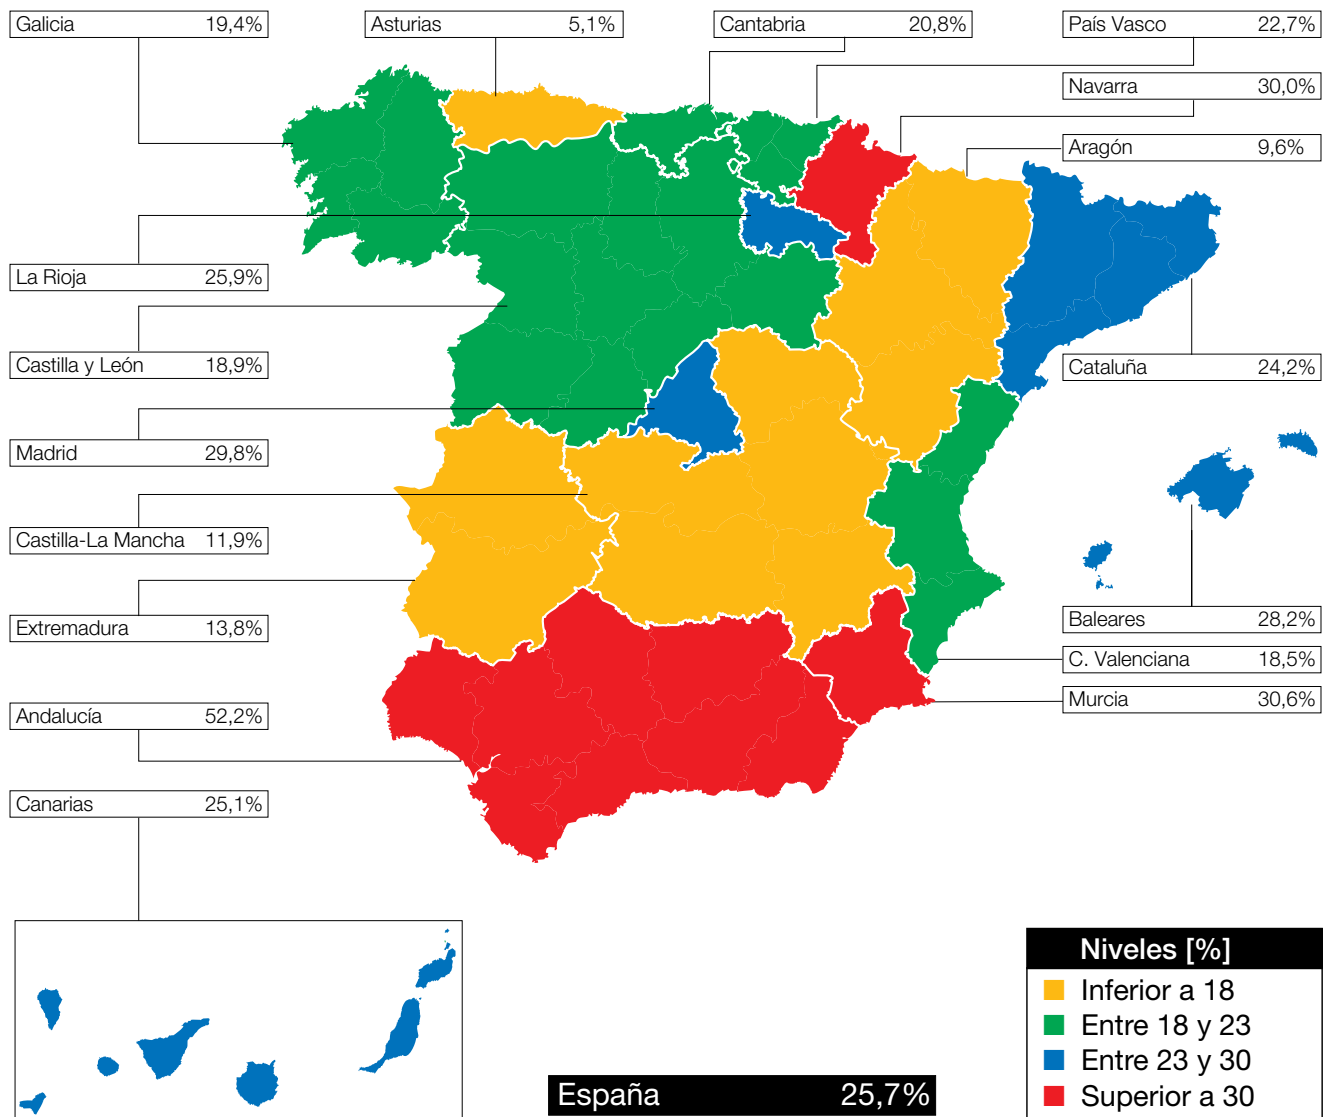 Galicia 19,4%
Asturias 5,1%
Cantabria 20,8%
País Vasco 22,7%
Navarra 30,0%
Aragón 9,6%
La Rioja 25,9%
Castilla y León 18,9%
Cataluña 24,2%
Madrid 29,8%
Castilla-La Mancha 11,9%
Extremadura 13,8%
Baleares 28,2%
C. Valenciana 18,5%
Murcia 30,6%
Andalucía 52,2%
Canarias 25,1%
Niveles [%]
Inferior a 18
Entre 18 y 23
Entre 23 y 30
Superior a 30
España 25,7%